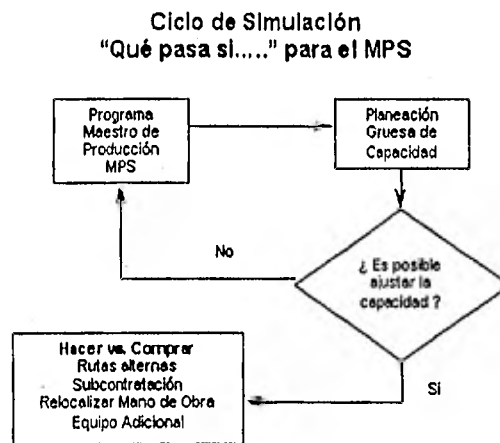 Ciclo de Simulación
"Qué pasa si....." para el MPS
Programa
Maestro de
Producción
MPS
Planeación
Gruesa de
Capacidad
No
¿ Es posible
ajustar la
capacidad ?
Si
Hacer vs. Comprar
Rutas alternas
Subcontratación
Relocalizar Mano de Obra
Equipo Adicional